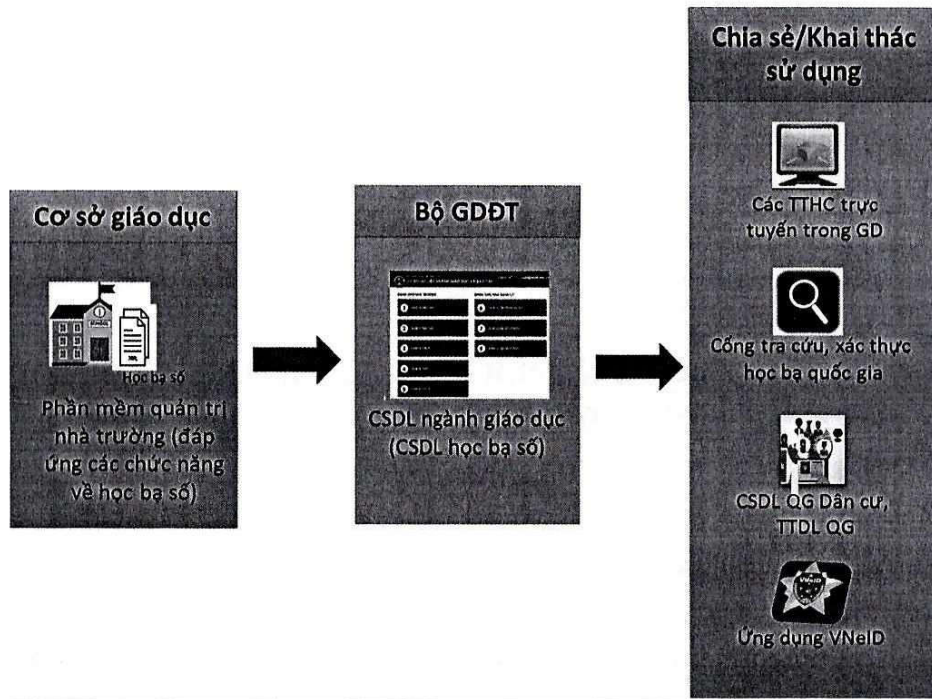 Cơ sở giáo dục
SCHOOL
XML
Học bạ số
Phần mềm quản trị
nhà trường (đáp
ứng các chức năng
về học bạ số)
Bộ GDĐT
CSDL ngành giáo dục
(CSDL học bạ số)
Chia sẻ/Khai thác
sử dụng
Các TTHC trực
tuyến trong GD
Cổng tra cứu, xác thực
học bạ quốc gia
CSDL QG Dân cư,
TTDL QG
VNeID
Ứng dụng VNeID